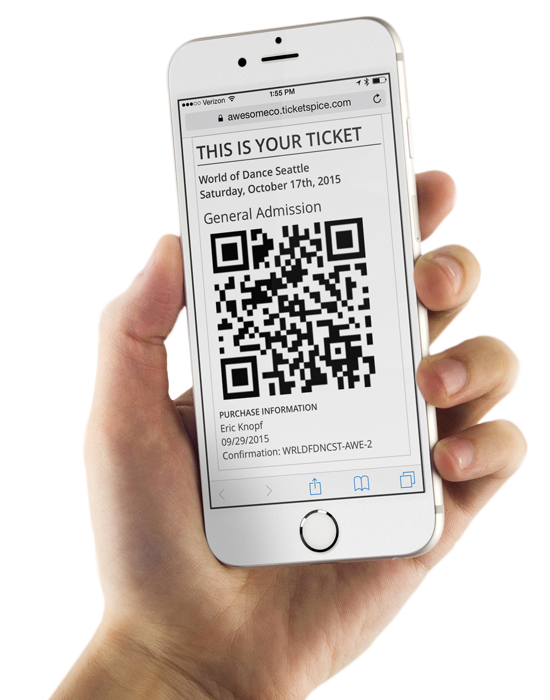 Verizon 1:55 PM
awesomeco.ticketspice.com
THIS IS YOUR TICKET
World of Dance Seattle
Saturday, October 17th, 2015
General Admission
PURCHASE INFORMATION
Eric Knopf
09/29/2015
Confirmation: WRLDFDNCST-AWE-2